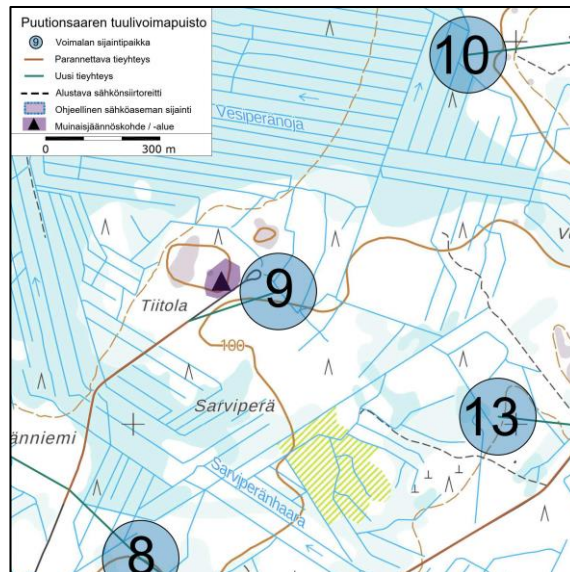 Puutionsaaren tuulivoimapuisto
9 Voimalan sijaintipaikka
Parannettava tieyhteys
Uusi tieyhteys
Alustava sähkönsiirtoreitti
Ohjeellinen sähköaseman sijainti
Muinaisjäännöskohde / -alue
0 300 m
10
Vesiperänoja
Ve
9
Tiitola
100
Sarviperä
13
änniemi
Sarviperänhaara
8